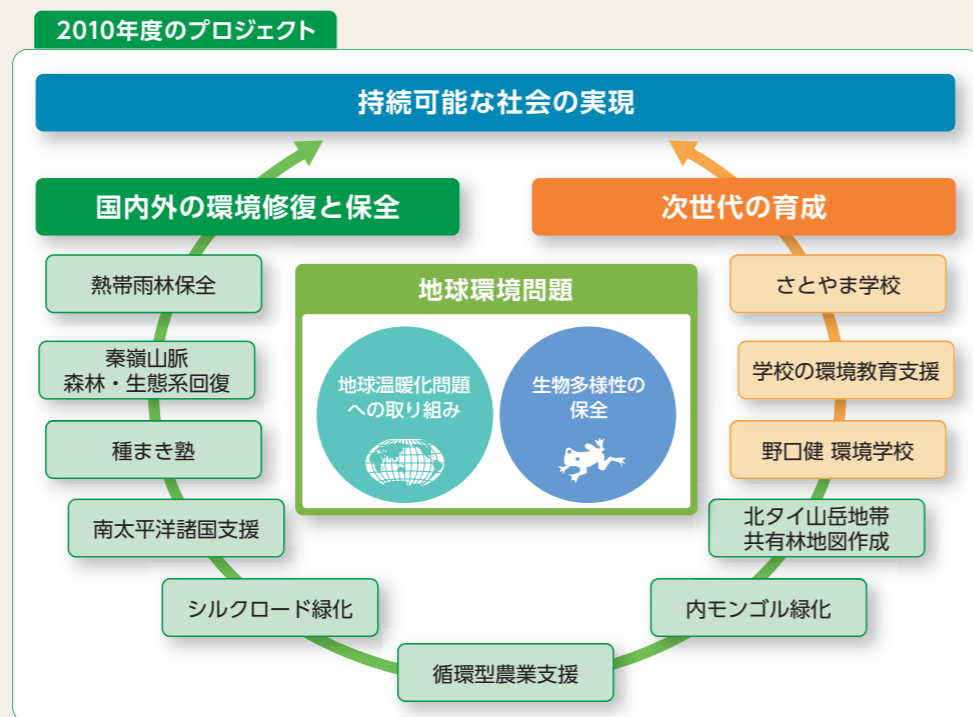 2010年度のプロジェクト
持続可能な社会の実現
国内外の環境修復と保全
次世代の育成
熱帯雨林保全
秦嶺山脈
森林・生態系回復
種まき塾
南太平洋諸国支援
シルクロード緑化
循環型農業支援
内モンゴル緑化
北タイ山岳地帯
共有林地図作成
野口健 環境学校
学校の環境教育支援
さとやま学校
地球環境問題
地球温暖化問題
への取り組み
生物多様性の
保全